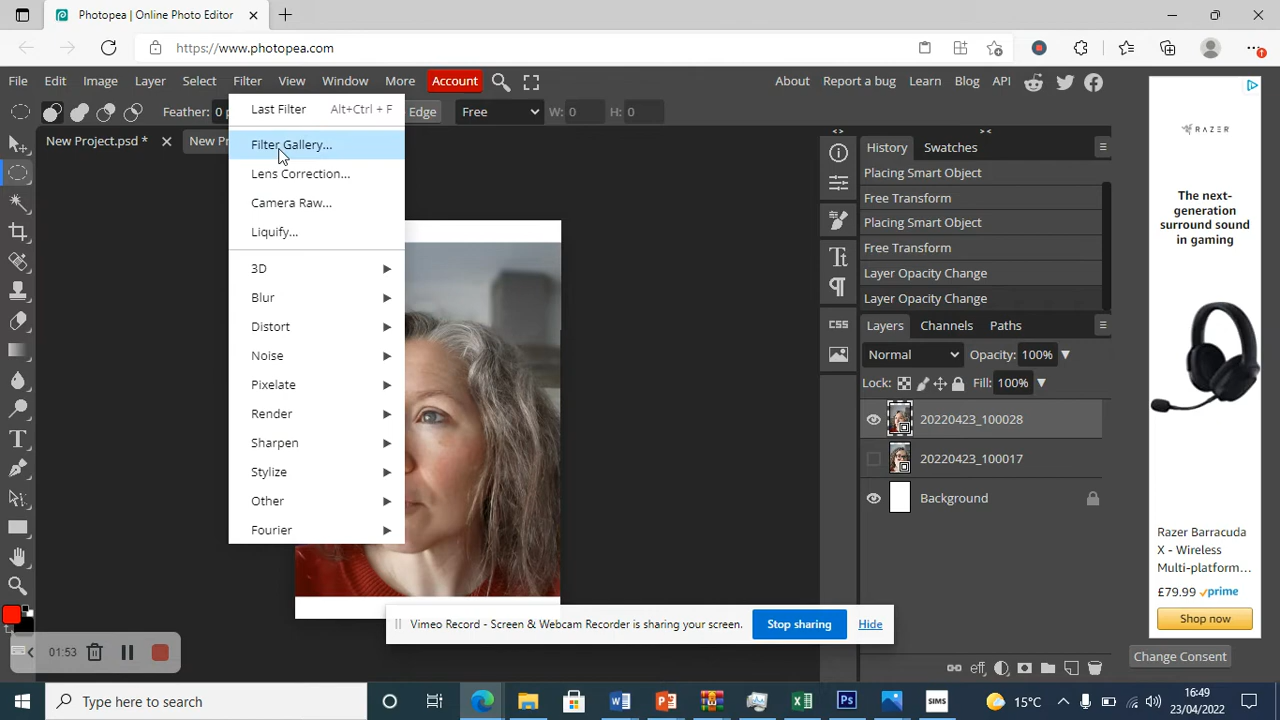 Photopea | Online Photo Editor
https://www.photopea.com
File Edit Image Layer Select Filter View Window More Account About Report a bug Learn Blog API
Feather: 0 p Edge Free W: 0 H: 0
New Project.psd * New Pr
Last Filter Alt+Ctrl + F
Filter Gallery...
Lens Correction...
Camera Raw...
Liquify...
3D
Blur
Distort
Noise
Pixelate
Render
Sharpen
Stylize
Other
Fourier
History Swatches
Placing Smart Object
Free Transform
Placing Smart Object
Free Transform
Layer Opacity Change
Layer Opacity Change
CSS
Layers Channels Paths
Normal Opacity: 100%
Lock: Fill: 100%
20220423_100028
20220423_100017
Background
eff
RAZER
The next-
generation
surround sound
in gaming
Razer Barracuda
X - Wireless
Multi-platform...
£79.99 prime
Shop now
Change Consent
Vimeo Record - Screen & Webcam Recorder is sharing your screen. Stop sharing Hide
01:53
Type here to search
15°C
16:49
23/04/2022
SIMS